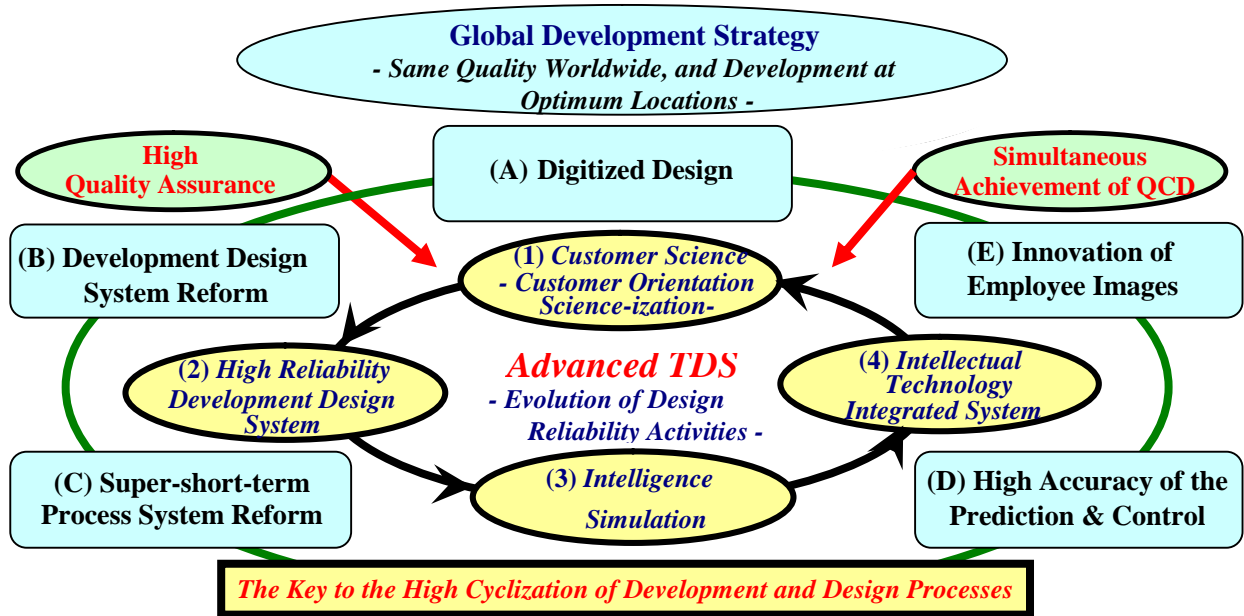 Global Development Strategy
- Same Quality Worldwide, and Development at
Optimum Locations -
High
Quality Assurance
(A) Digitized Design
Simultaneous
Achievement of QCD
(B) Development Design
System Reform
(1) Customer Science
- Customer Orientation
Science-ization-
(E) Innovation of
Employee Images
(2) High Reliability
Development Design
System
Advanced TDS
- Evolution of Design
Reliability Activities -
(4) Intellectual
Technology
Integrated System
(C) Super-short-term
Process System Reform
(3) Intelligence
Simulation
(D) High Accuracy of the
Prediction & Control
The Key to the High Cyclization of Development and Design Processes